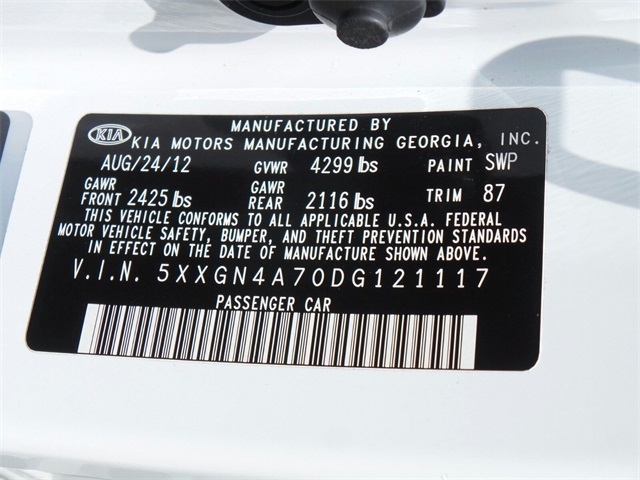 MANUFACTURED BY
KIA KIA MOTORS MANUFACTURING GEORGIA, INC.
AUG/24/12 GVWR 4299 lbs PAINT SWP
GAWR FRONT 2425 lbs GAWR REAR 2116 lbs TRIM 87
THIS VEHICLE CONFORMS TO ALL APPLICABLE U.S.A. FEDERAL
MOTOR VEHICLE SAFETY, BUMPER, AND THEFT PREVENTION STANDARDS
IN EFFECT ON THE DATE OF MANUFACTURE SHOWN ABOVE.
V.I.N. 5XXGN4A70DG121117
PASSENGER CAR